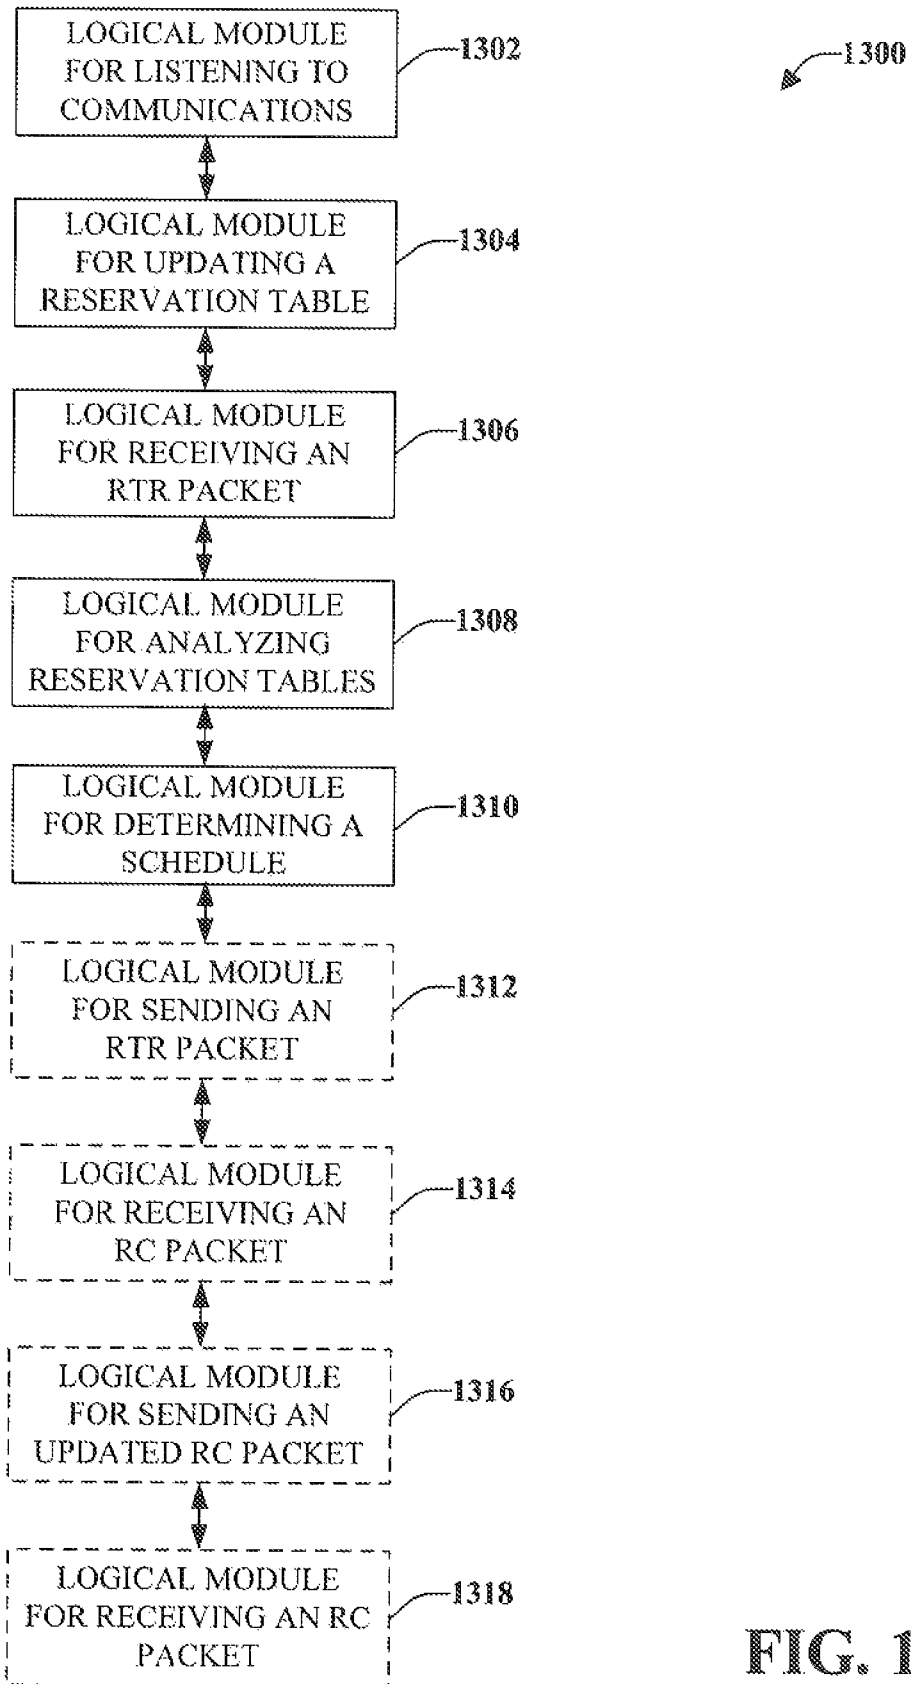 LOGICAL MODULE
FOR LISTENING TO
COMMUNICATIONS
1302
1300
LOGICAL MODULE
FOR UPDATING A
RESERVATION TABLE
1304
LOGICAL MODULE
FOR RECEIVING AN
RTR PACKET
1306
LOGICAL MODULE
FOR ANALYZING
RESERVATION TABLES
1308
LOGICAL MODULE
FOR DETERMINING A
SCHEDULE
1310
LOGICAL MODULE
FOR SENDING AN
RTR PACKET
1312
LOGICAL MODULE
FOR RECEIVING AN
RC PACKET
1314
LOGICAL MODULE
FOR SENDING AN
UPDATED RC PACKET
1316
LOGICAL MODULE
FOR RECEIVING AN RC
PACKET
1318
FIG. 1